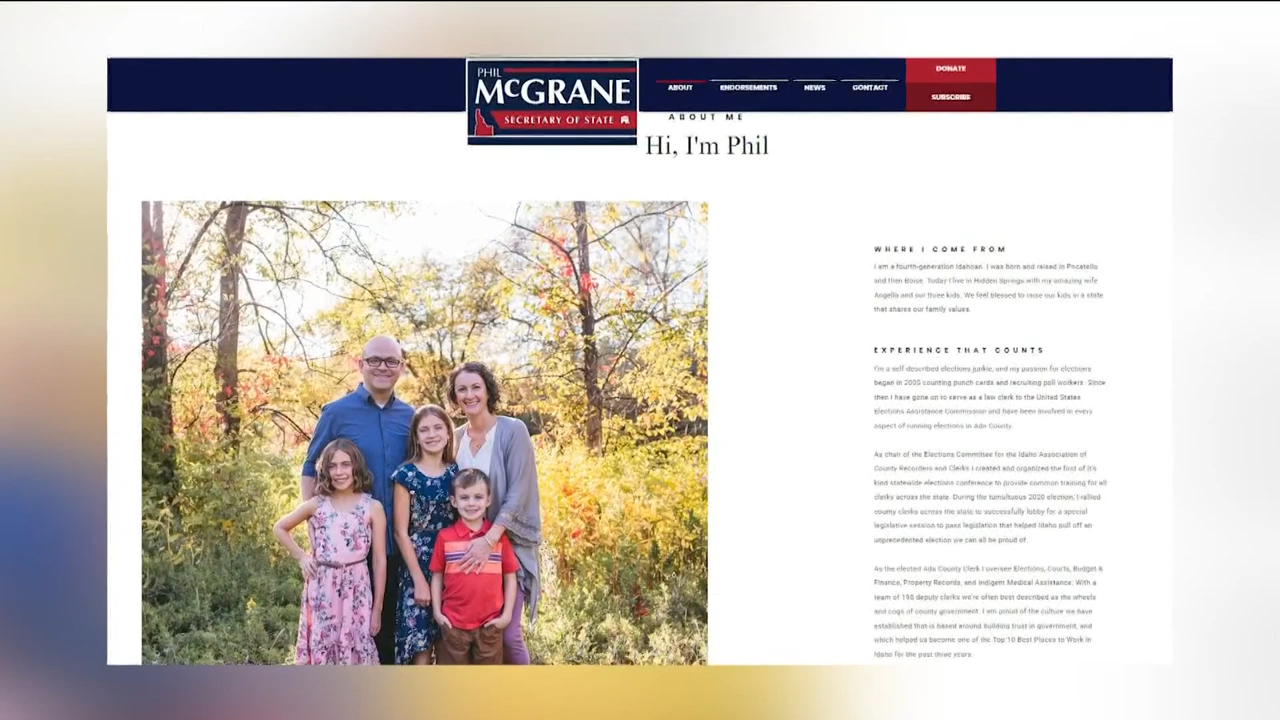 PHIL
McGRANE
SECRETARY OF STATE
ABOUT
ENDORSEMENTS
NEWS
CONTACT
DONATE
SUBSCRIBE
ABOUT ME
Hi, I'm Phil
WHERE I COME FROM
I am a fourth-generation Idahoan. I was born and raised in Pocatello
and then Boise. Today I live in Hidden Springs with my amazing wife
Angella and our three kids. We feel blessed to raise our kids in a state
that shares our family values.
EXPERIENCE THAT COUNTS
I'm a self described elections junkie, and my passion for elections
began in 2005 counting punch cards and recruiting poll workers. Since
then I have gone on to serve as a law clerk to the United States
Elections Assistance Commission and have been involved in every
aspect of running elections in Ada County.
As chair of the Elections Committee for the Idaho Association of
County Recorders and Clerks I created and organized the first of it's
kind statewide elections conference to provide common training for all
clerks across the state. During the tumultuous 2020 election, I rallied
county clerks across the state to successfully lobby for a special
legislative session to pass legislation that helped Idaho pull off an
unprecedented election we can all be proud of.
As the elected Ada County Clerk I oversee Elections, Courts, Budget &
Finance, Property Records, and Indigent Medical Assistance. With a
team of 198 deputy clerks we're often best described as the wheels
and cogs of county government. I am proud of the culture we have
established that is based around building trust in government, and
which helped us become one of the Top 10 Best Places to Work in
Idaho for the past three years.